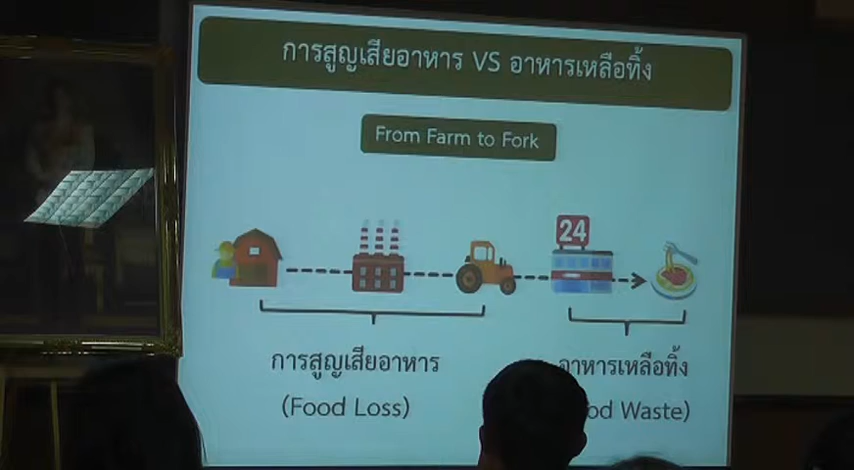 การสูญเสียอาหาร VS อาหารเหลือทิ้ง
From Farm to Fork
24
การสูญเสียอาหาร
อาหารเหลือทิ้ง
(Food Loss)
Waste)